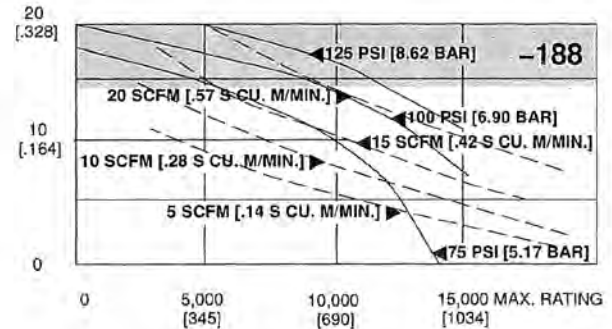 20
[.328]
125 PSI [8.62 BAR]
-188
20 SCFM [.57 S CU. M/MIN.]
100 PSI [6.90 BAR]
10
[.164]
15 SCFM [.42 S CU. M/MIN.]
10 SCFM [.28 S CU. M/MIN.]
5 SCFM [.14 S CU. M/MIN.]
75 PSI [5.17 BAR]
0
0 5,000 10,000 15,000 MAX. RATING
[345] [690] [1034]